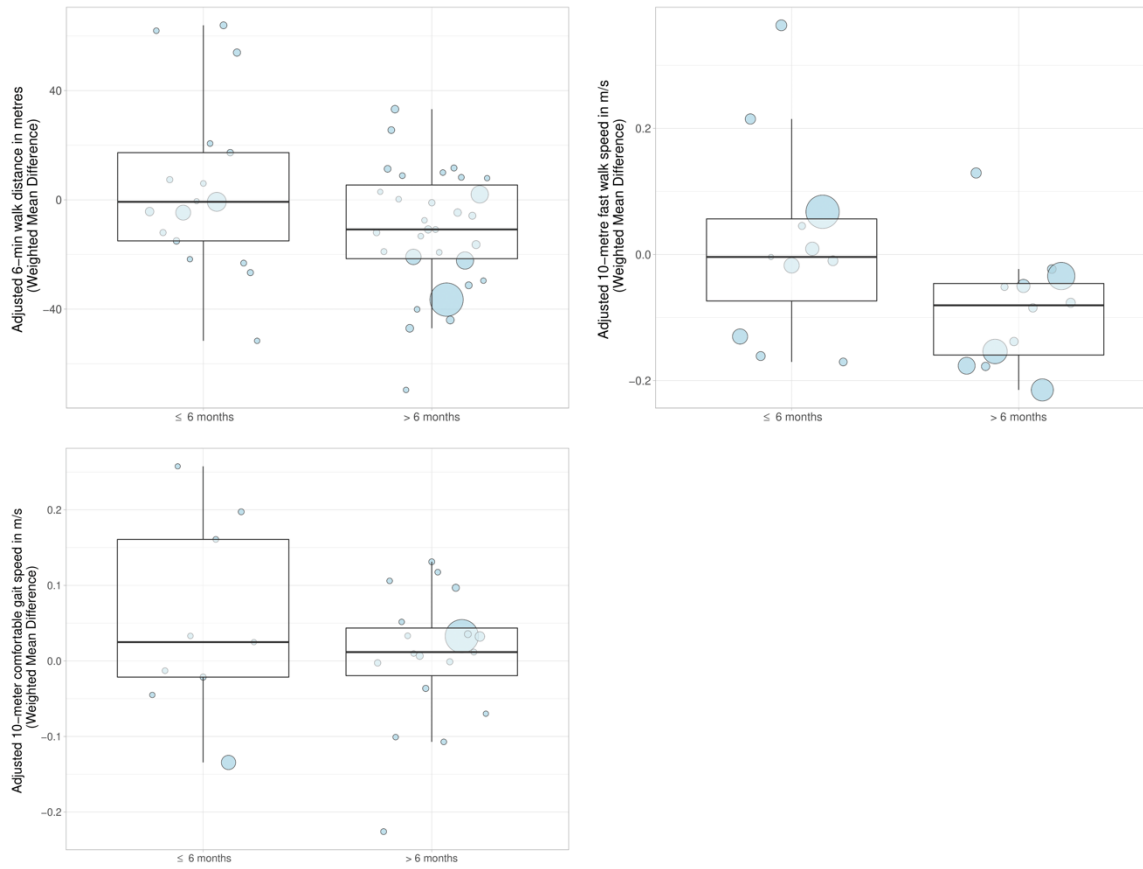 Adjusted 6−min walk distance in metres
(Weighted Mean Difference)
40
0
−40
≤ 6 months
> 6 months
Adjusted 10−metre fast walk speed in m/s
(Weighted Mean Difference)
0.2
0.0
−0.2
≤ 6 months
> 6 months
Adjusted 10−meter comfortable gait speed in m/s
(Weighted Mean Difference)
0.2
0.1
0.0
−0.1
−0.2
≤ 6 months
> 6 months